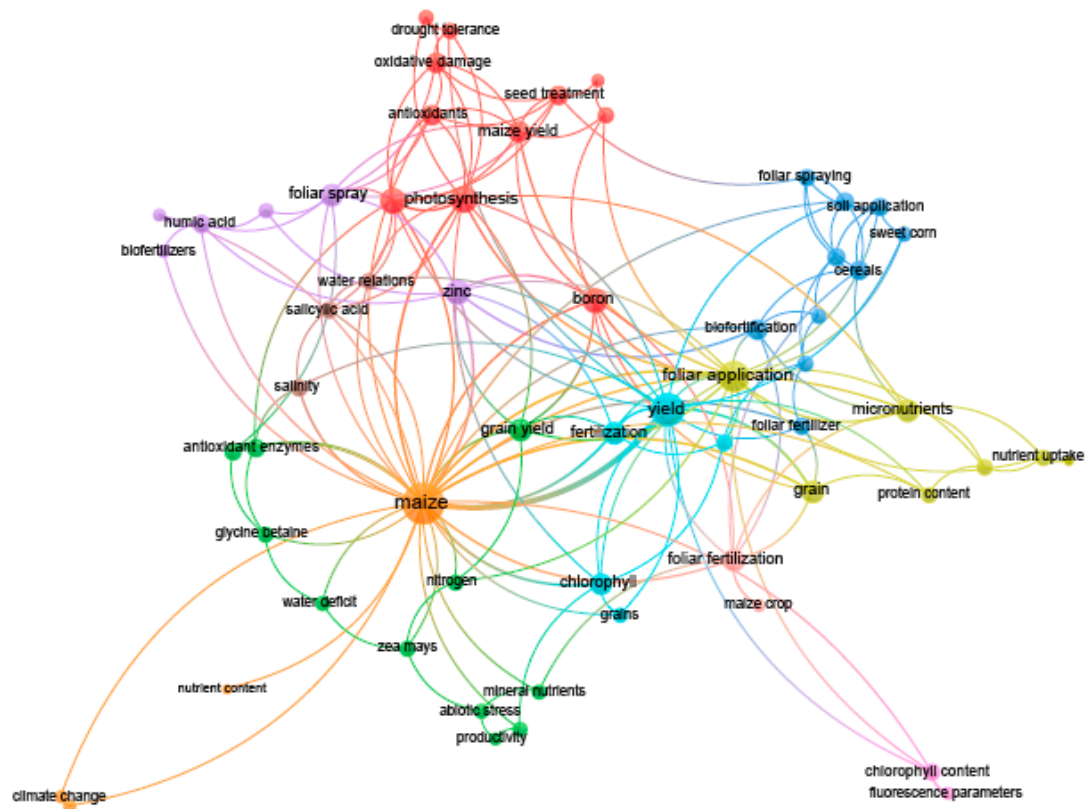 drought tolerance
oxidative damage
seed treatment
antioxidants
maize yield
foliar spraying
foliar spray
photosynthesis
soil application
humic acid
sweet corn
biofertilizers
cereals
water relations
zinc
boron
salicylic acid
biofortification
foliar application
salinity
yield
micronutrients
grain yield
fertilization
foliar fertilizer
antioxidant enzymes
nutrient uptake
maize
grain
protein content
glycine betaine
foliar fertilization
nitrogen
chlorophyll
water deficit
maize crop
grains
zea mays
nutrient content
mineral nutrients
abiotic stress
productivity
climate change
chlorophyll content
fluorescence parameters